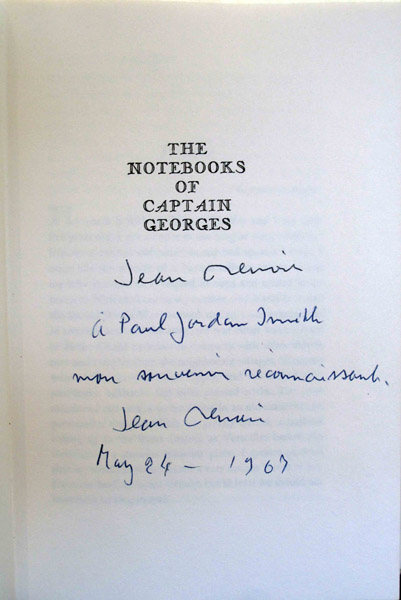 THE
NOTEBOOKS
OF
CAPTAIN
GEORGES
Jean Renoir
à Paul Jordan Smith
mon souvenir reconnaissant.
Jean Renoir
May 24 - 1967